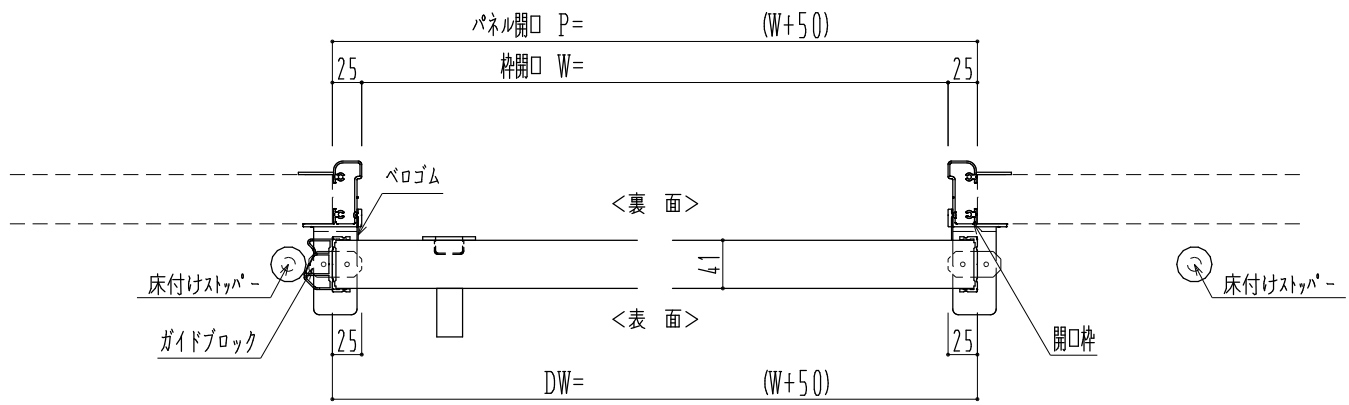 パネル開口 P= (W+50)
25 枠開口 W= 25
ベロゴム
<裏 面>
41
床付けストッパー
床付けストッパー
<表 面>
ガイドブロック
25
25
開口枠
DW= (W+50)